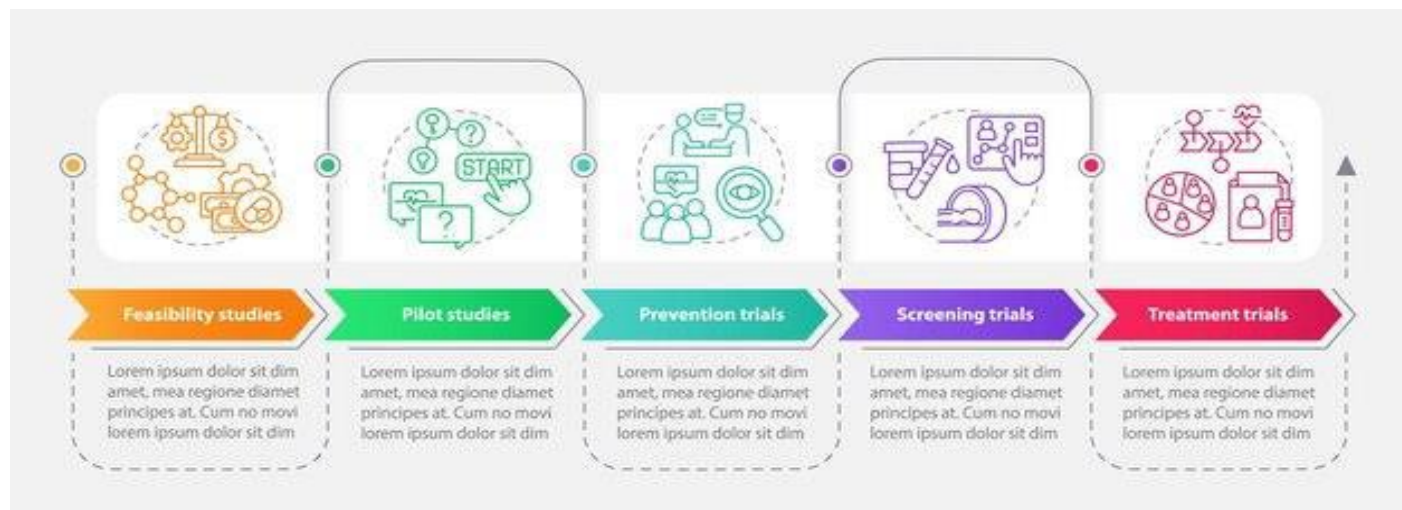 START
?
?
$
Feasibility studies
Lorem ipsum dolor sit dim
amet, mea regione diamet
principes at. Cum no movi
lorem ipsum dolor sit dim
Pilot studies
Lorem ipsum dolor sit dim
amet, mea regione diamet
principes at. Cum no movi
lorem ipsum dolor sit dim
Prevention trials
Lorem ipsum dolor sit dim
amet, mea regione diamet
principes at. Cum no movi
lorem ipsum dolor sit dim
Screening trials
Lorem ipsum dolor sit dim
amet, mea regione diamet
principes at. Cum no movi
lorem ipsum dolor sit dim
Treatment trials
Lorem ipsum dolor sit dim
amet, mea regione diamet
principes at. Cum no movi
lorem ipsum dolor sit dim